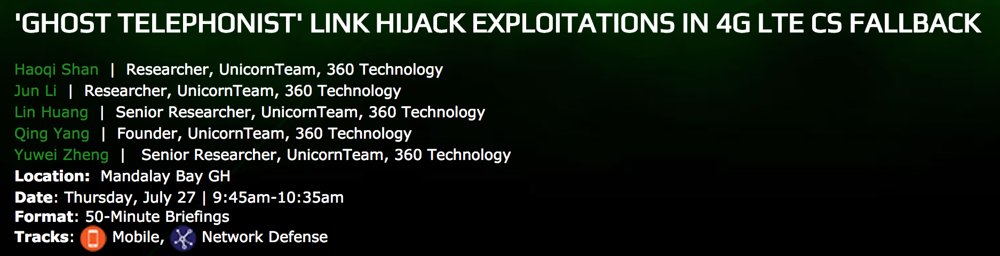 'GHOST TELEPHONIST' LINK HIJACK EXPLOITATIONS IN 4G LTE CS FALLBACK
Haoqi Shan | Researcher, UnicornTeam, 360 Technology
Jun Li | Researcher, UnicornTeam, 360 Technology
Lin Huang | Senior Researcher, UnicornTeam, 360 Technology
Qing Yang | Founder, UnicornTeam, 360 Technology
Yuwei Zheng | Senior Researcher, UnicornTeam, 360 Technology
Location: Mandalay Bay GH
Date: Thursday, July 27 | 9:45am-10:35am
Format: 50-Minute Briefings
Tracks: Mobile, Network Defense